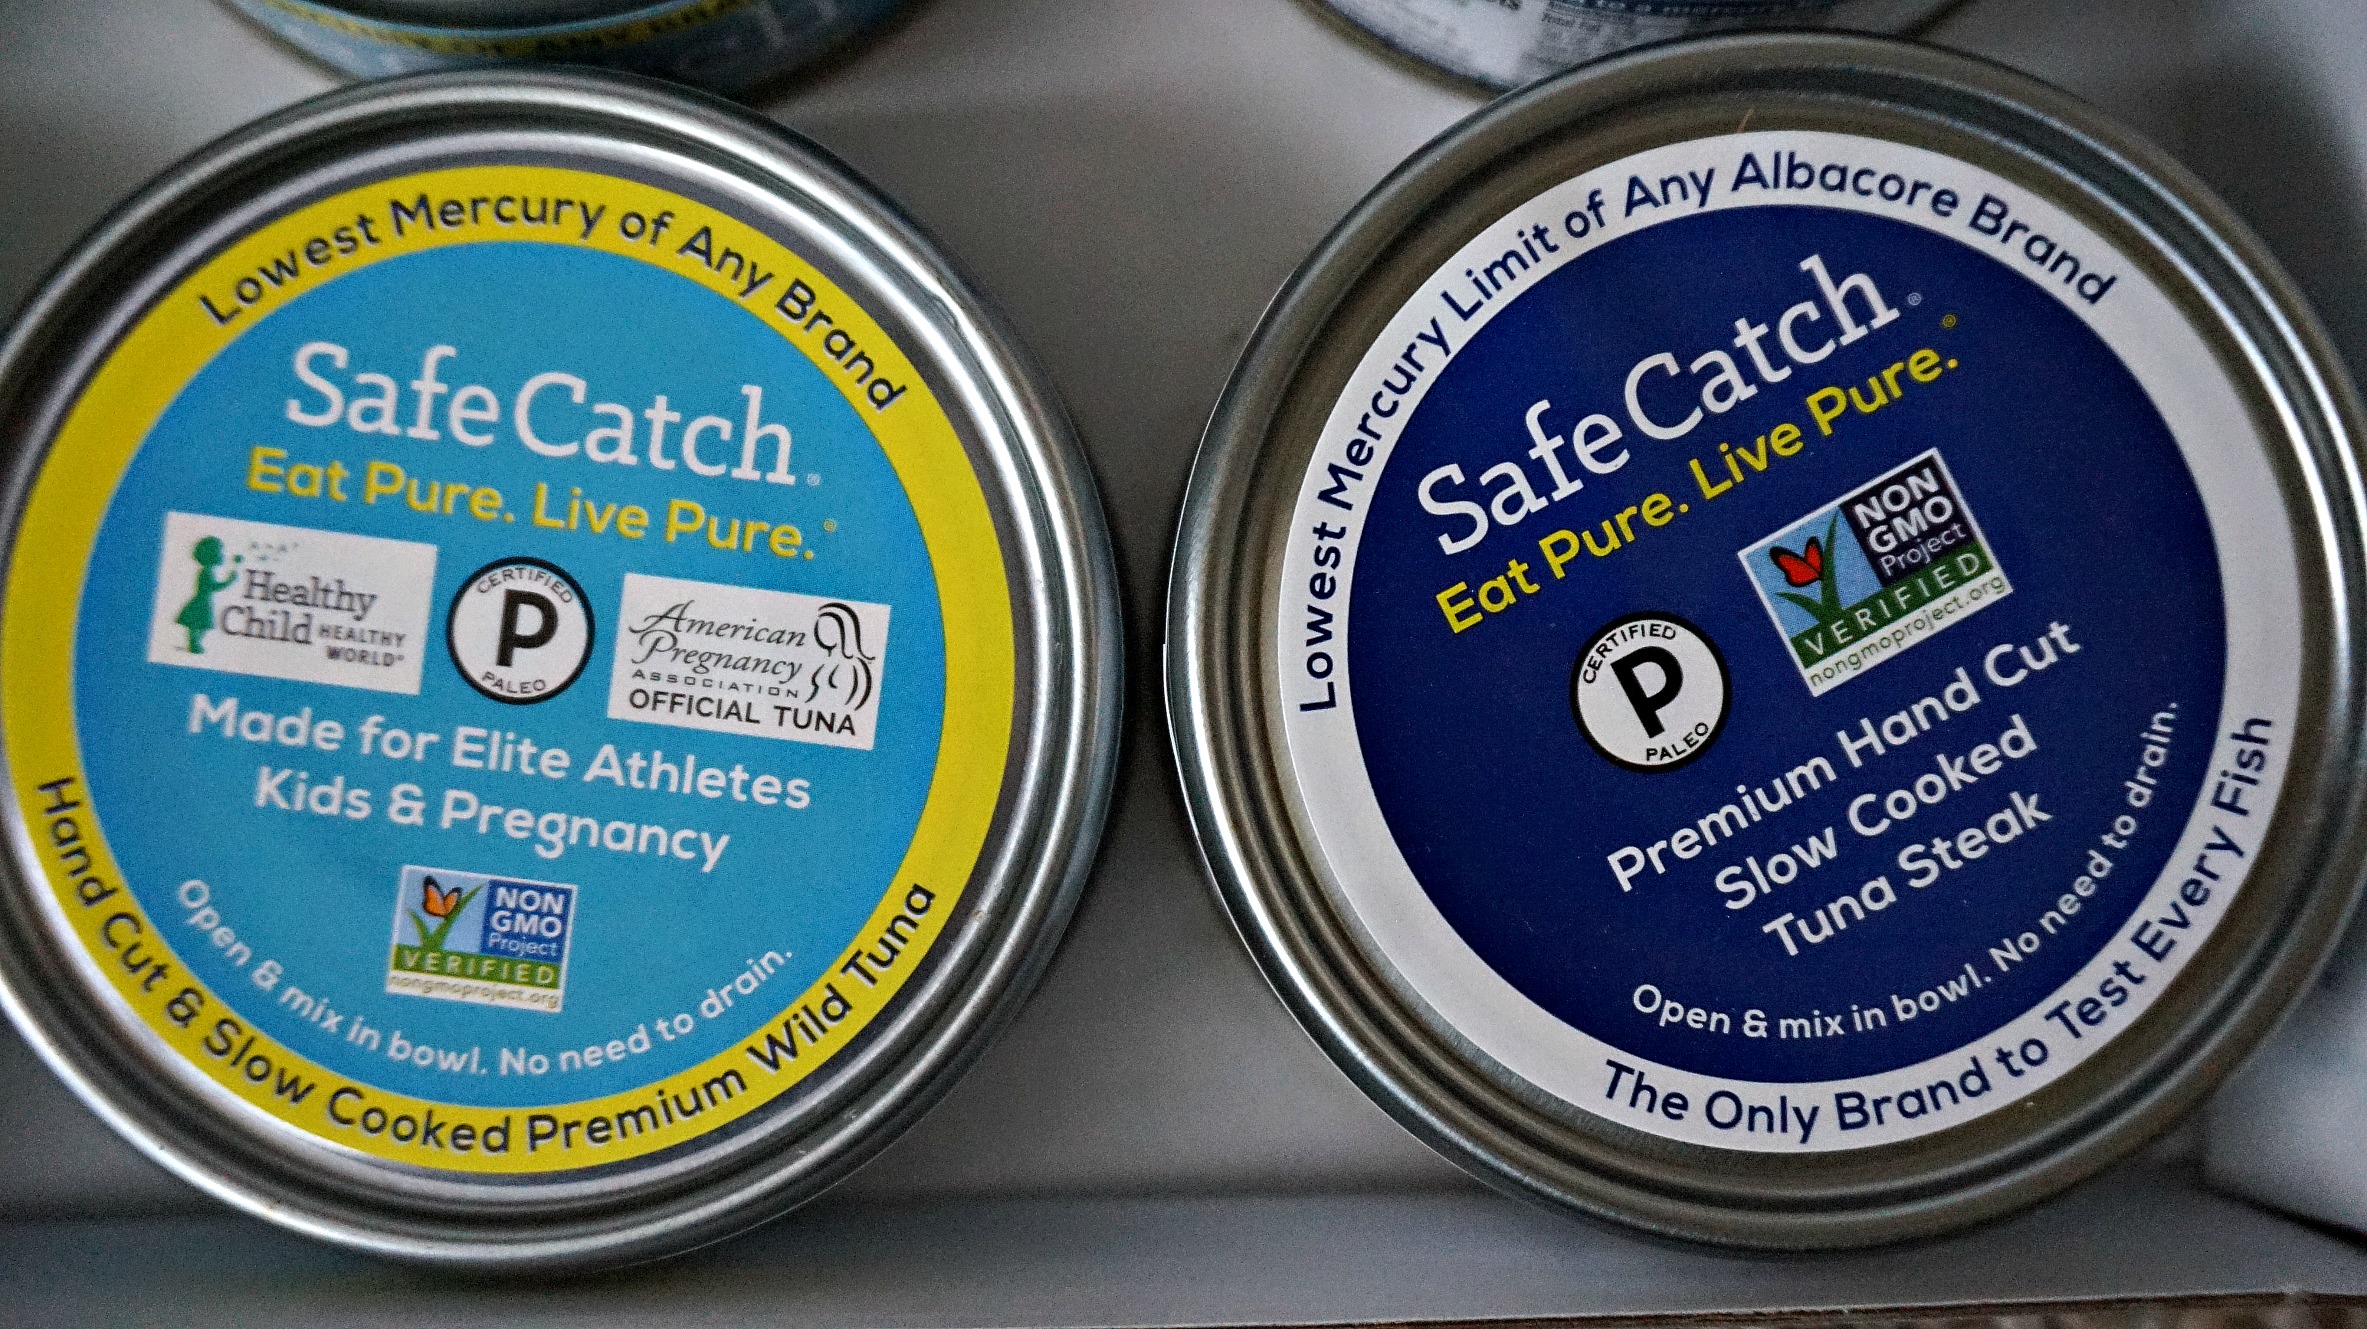 Lowest Mercury of Any Brand
Safe Catch®
Eat Pure. Live Pure.®
Healthy
Child HEALTHY
WORLD®
CERTIFIED
P
PALEO
American
Pregnancy
ASSOCIATION
OFFICIAL TUNA
Made for Elite Athletes
Kids & Pregnancy
NON
GMO
Project
VERIFIED
nongmoproject.org
Open & mix in bowl. No need to drain.
Hand Cut & Slow Cooked Premium Wild Tuna
Lowest Mercury Limit of Any Albacore Brand
Safe Catch®
Eat Pure. Live Pure.®
NON
GMO
Project
VERIFIED
nongmoproject.org
CERTIFIED
P
PALEO
Premium Hand Cut
Slow Cooked
Tuna Steak
Open & mix in bowl. No need to drain.
The Only Brand to Test Every Fish